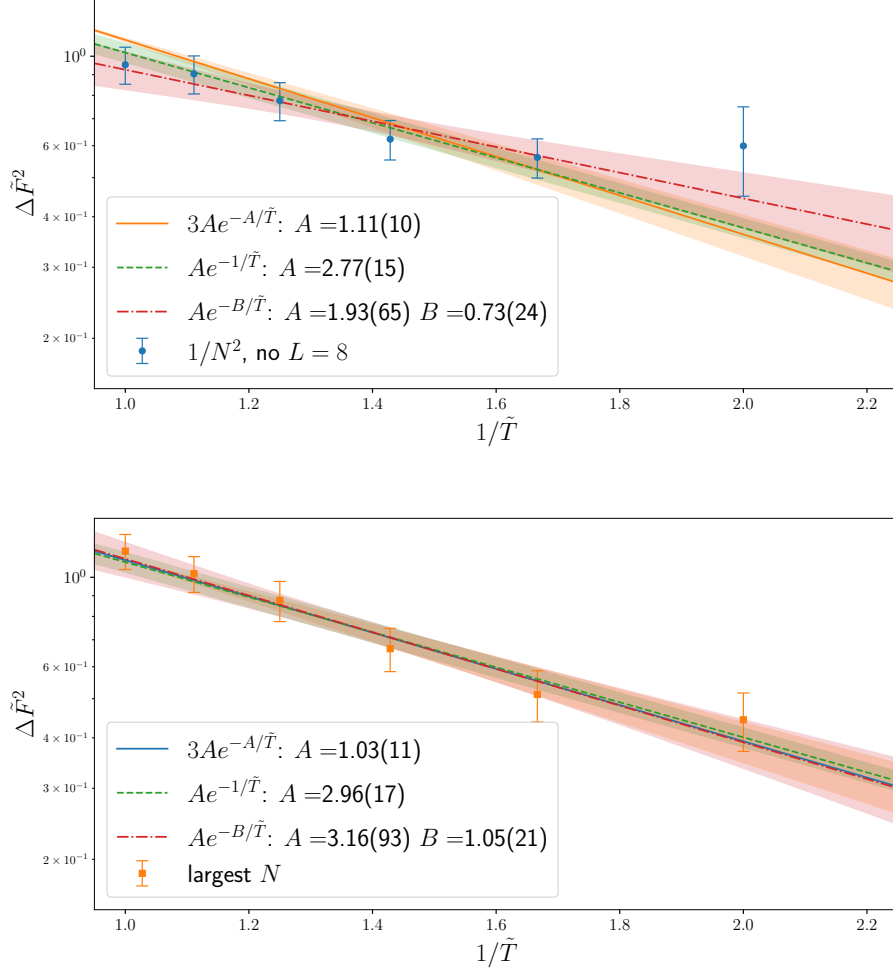 10⁰
6 × 10⁻¹
4 × 10⁻¹
3 × 10⁻¹
2 × 10⁻¹
ΔF̃²
3Ae^{−A/T̃}: A =1.11(10)
Ae^{−1/T̃}: A =2.77(15)
Ae^{−B/T̃}: A =1.93(65) B =0.73(24)
1/N², no L = 8
1.0 1.2 1.4 1.6 1.8 2.0 2.2
1/T̃
10⁰
6 × 10⁻¹
4 × 10⁻¹
3 × 10⁻¹
2 × 10⁻¹
ΔF̃²
3Ae^{−A/T̃}: A =1.03(11)
Ae^{−1/T̃}: A =2.96(17)
Ae^{−B/T̃}: A =3.16(93) B =1.05(21)
largest N
1.0 1.2 1.4 1.6 1.8 2.0 2.2
1/T̃